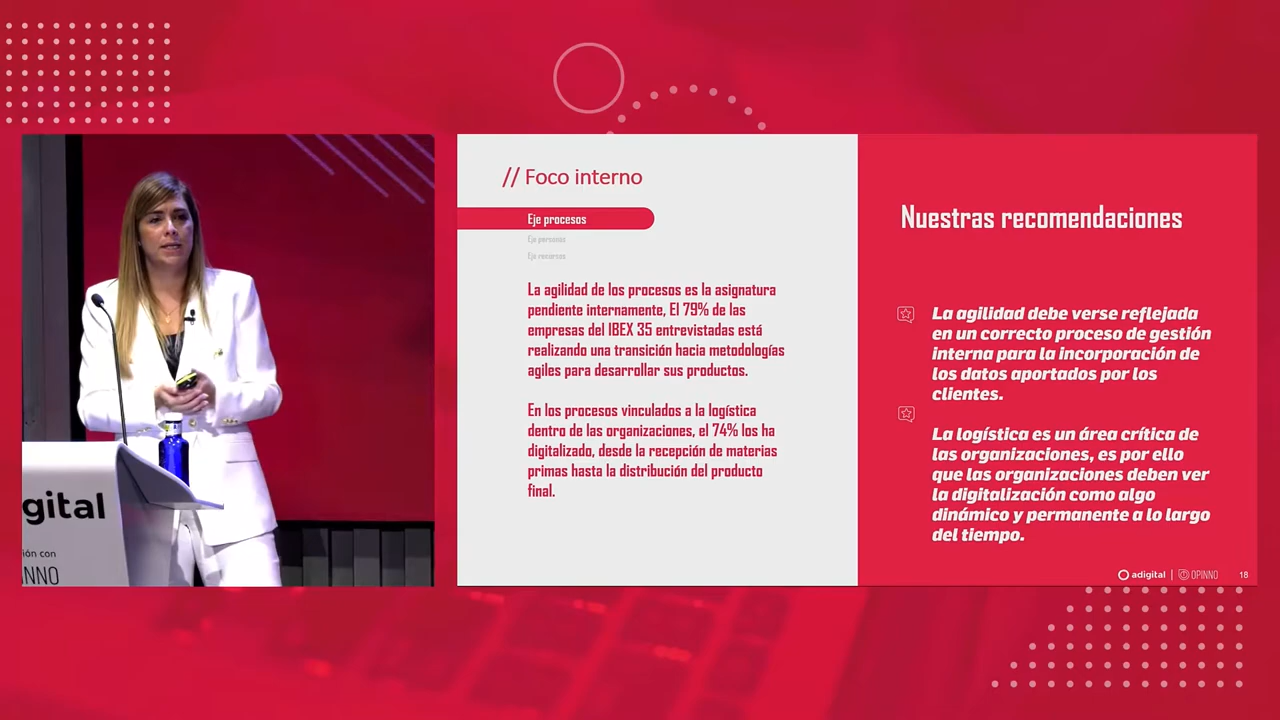 gital
ión con
INNO
// Foco interno
Eje procesos
Eje personas
Eje recursos
La agilidad de los procesos es la asignatura
pendiente internamente, El 79% de las
empresas del IBEX 35 entrevistadas está
realizando una transición hacia metodologías
agiles para desarrollar sus productos.
En los procesos vinculados a la logística
dentro de las organizaciones, el 74% los ha
digitalizado, desde la recepción de materias
primas hasta la distribución del producto
final.
Nuestras recomendaciones
La agilidad debe verse reflejada
en un correcto proceso de gestión
interna para la incorporación de
los datos aportados por los
clientes.
La logística es un área crítica de
las organizaciones, es por ello
que las organizaciones deben ver
la digitalización como algo
dinámico y permanente a lo largo
del tiempo.
adigital | OPINNO 18